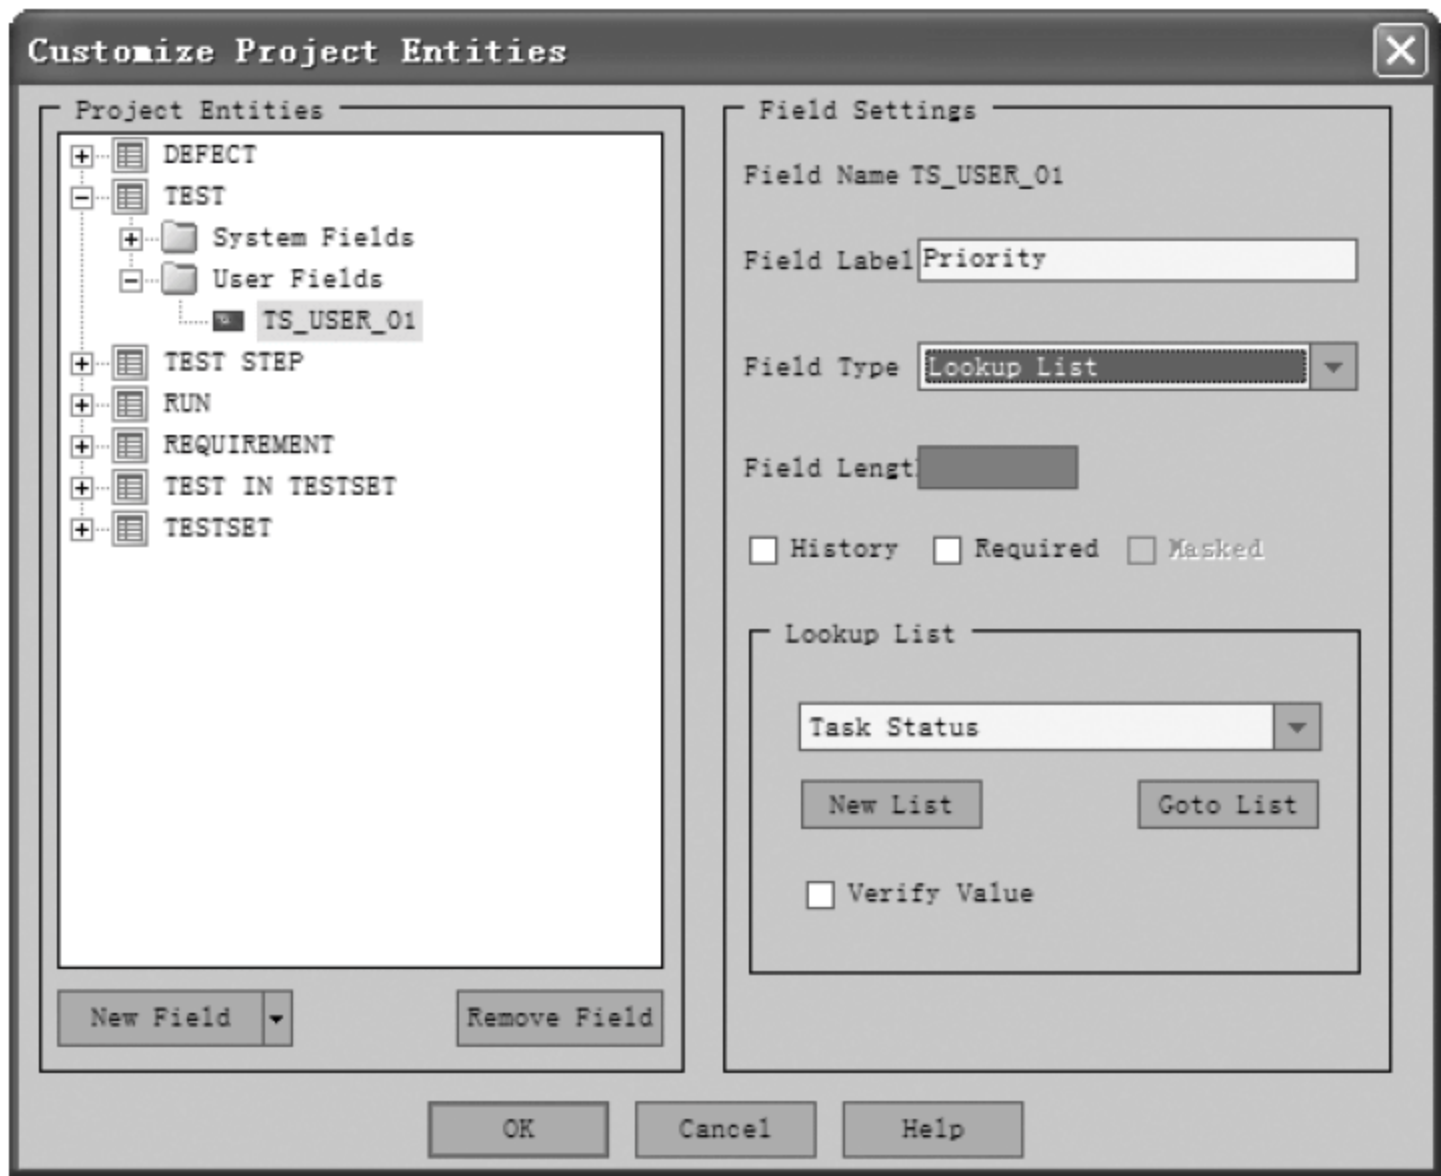 Customize Project Entities
Project Entities
DEFECT
TEST
System Fields
User Fields
TS_USER_01
TEST STEP
RUN
REQUIREMENT
TEST IN TESTSET
TESTSET
New Field
Remove Field
Field Settings
Field Name TS_USER_01
Field Label Priority
Field Type Lookup List
Field Lengt
History Required Masked
Lookup List
Task Status
New List Goto List
Verify Value
OK Cancel Help